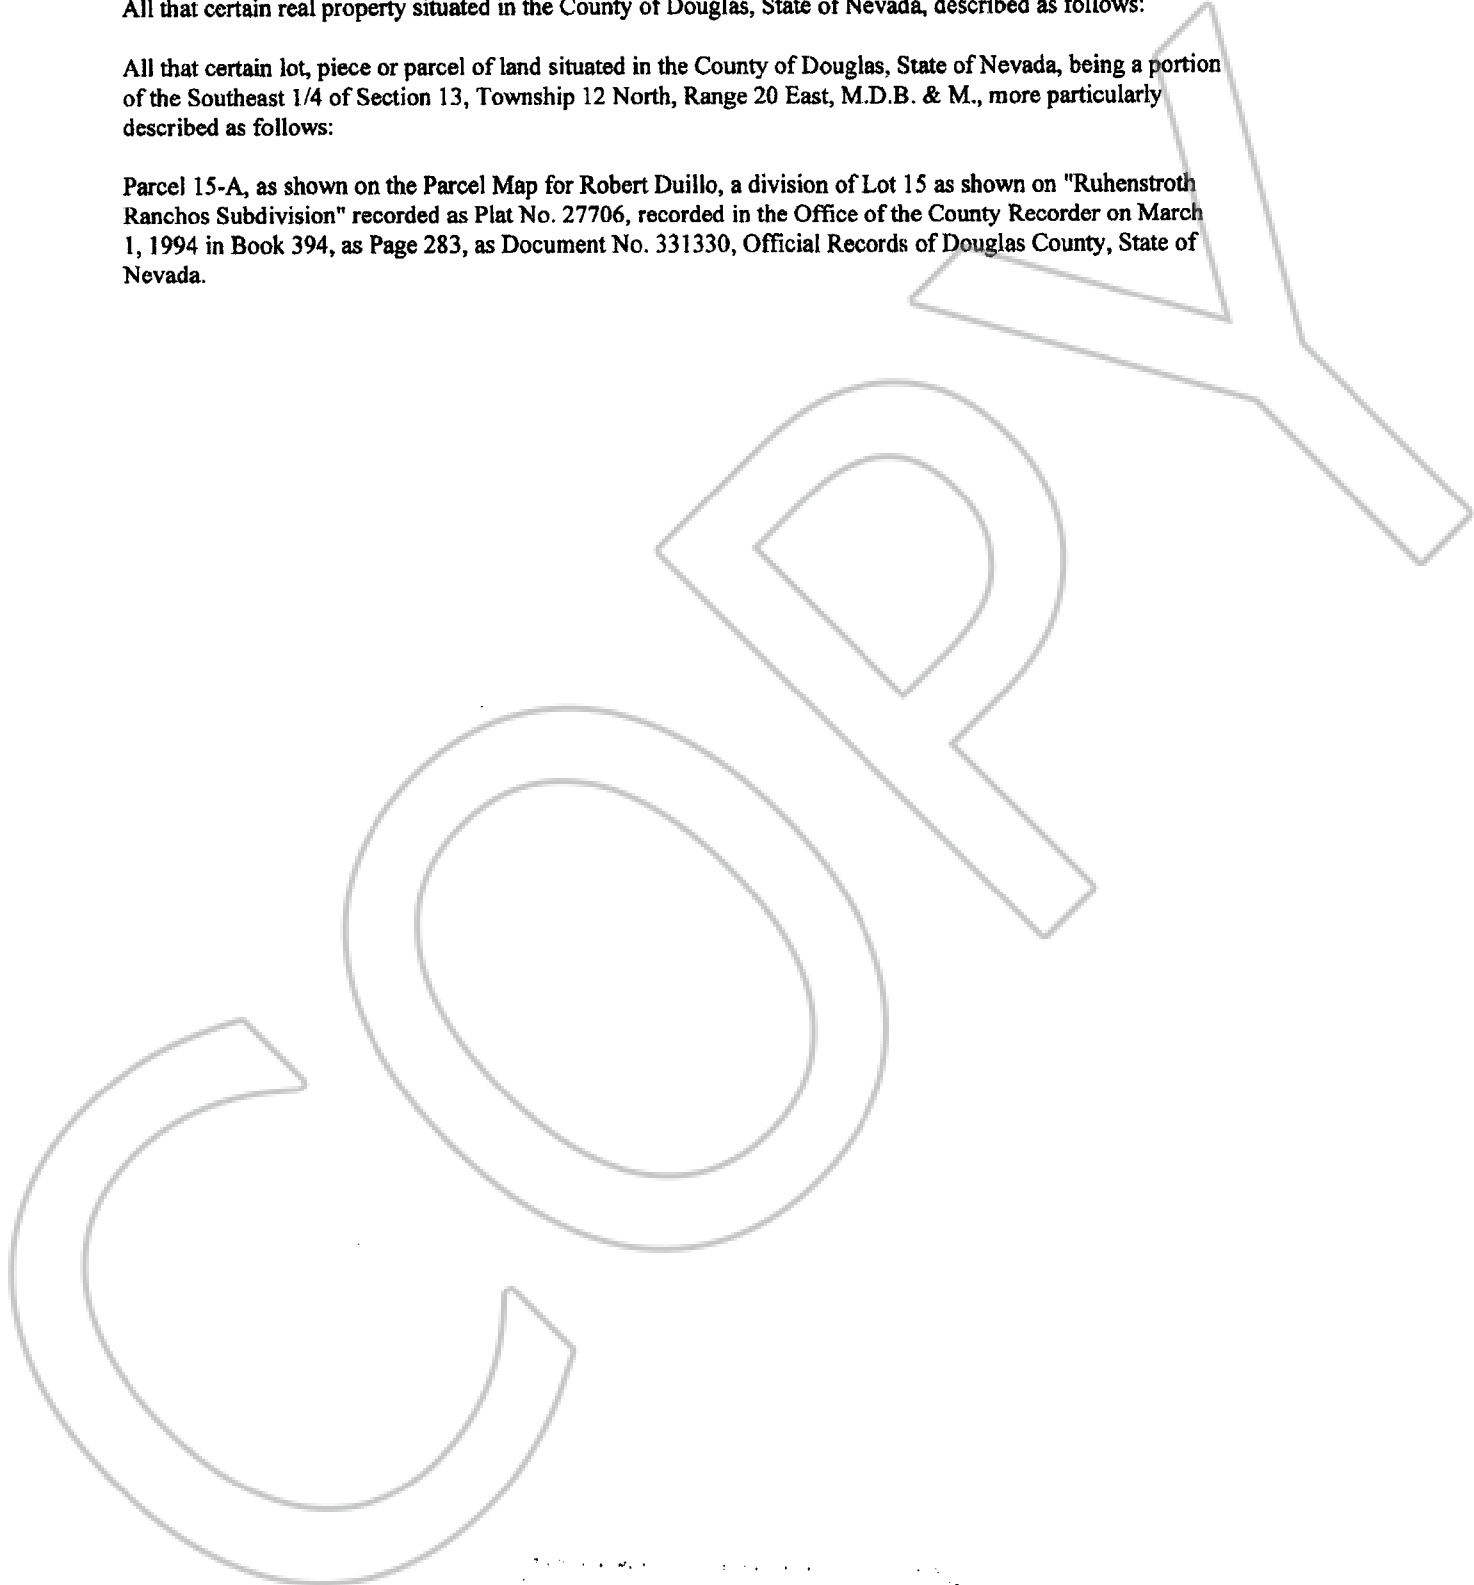 All that certain real property situated in the County of Douglas, State of Nevada, described as follows:
All that certain lot, piece or parcel of land situated in the County of Douglas, State of Nevada, being a portion
of the Southeast 1/4 of Section 13, Township 12 North, Range 20 East, M.D.B. & M., more particularly
described as follows:
Parcel 15-A, as shown on the Parcel Map for Robert Duillo, a division of Lot 15 as shown on "Ruhenstroth
Ranchos Subdivision" recorded as Plat No. 27706, recorded in the Office of the County Recorder on March
1, 1994 in Book 394, as Page 283, as Document No. 331330, Official Records of Douglas County, State of
Nevada.
COPY